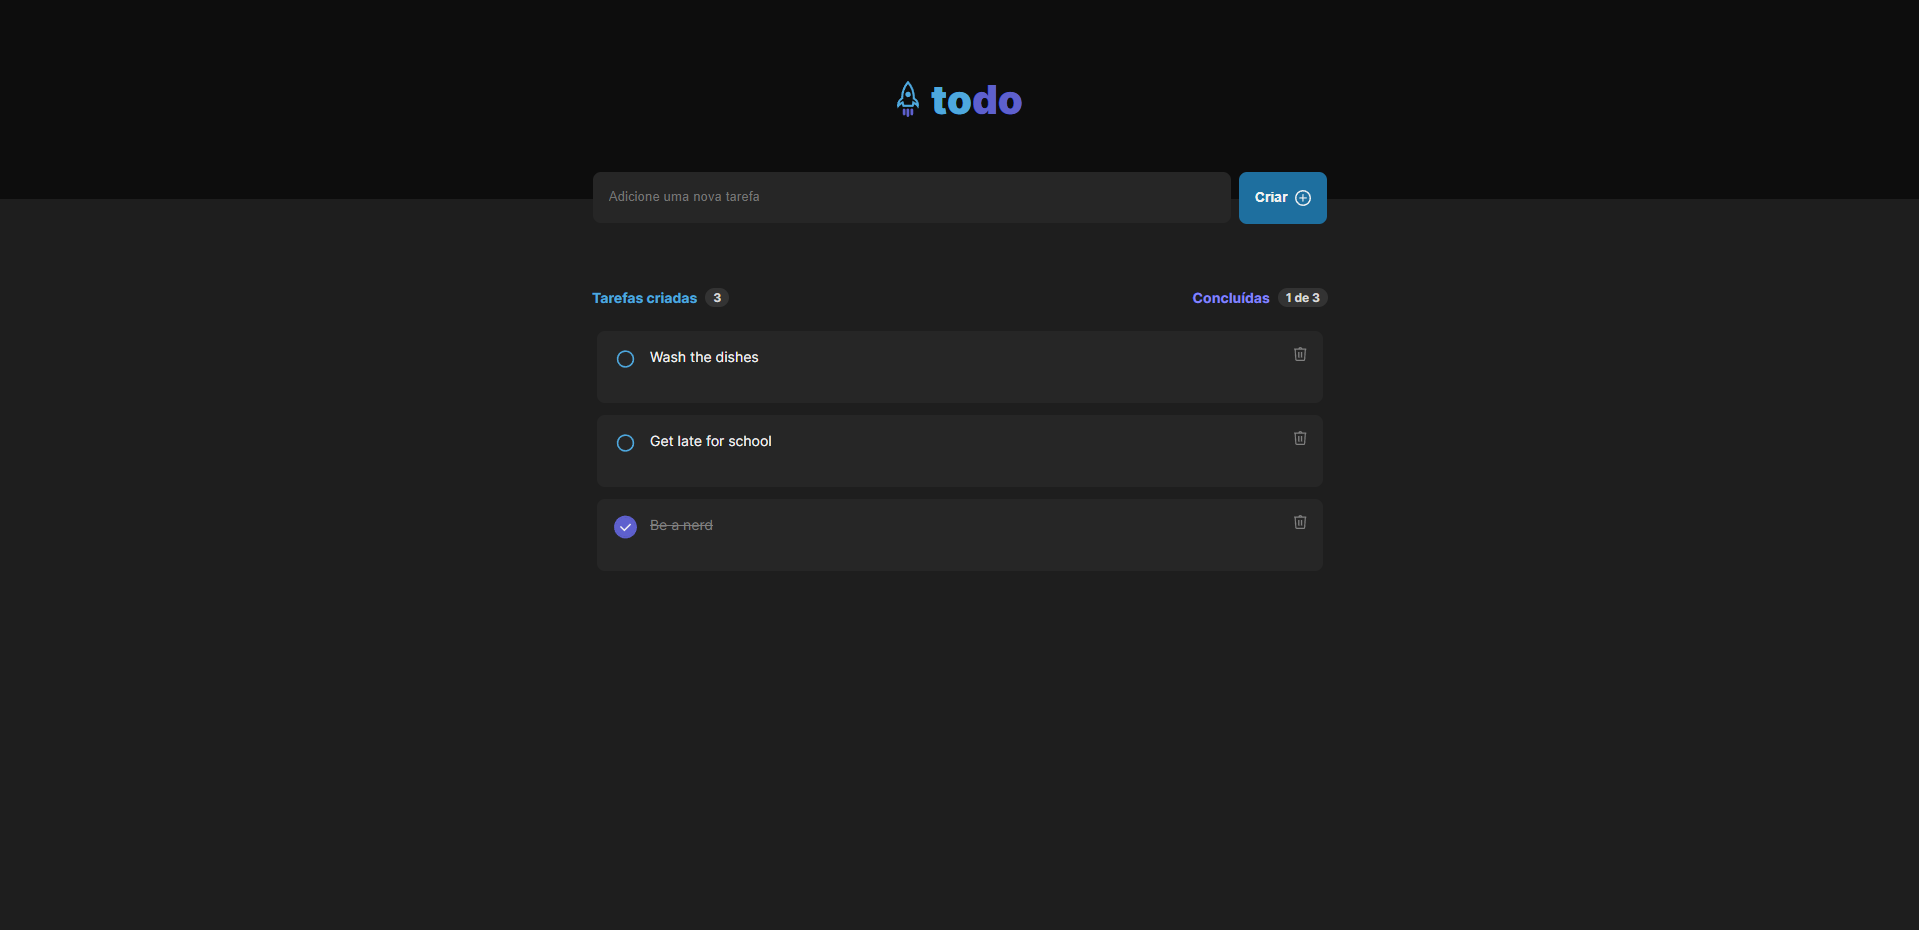 todo
Adicione uma nova tarefa
Criar
Tarefas criadas 3
Concluídas 1 de 3
Wash the dishes
Get late for school
Be a nerd